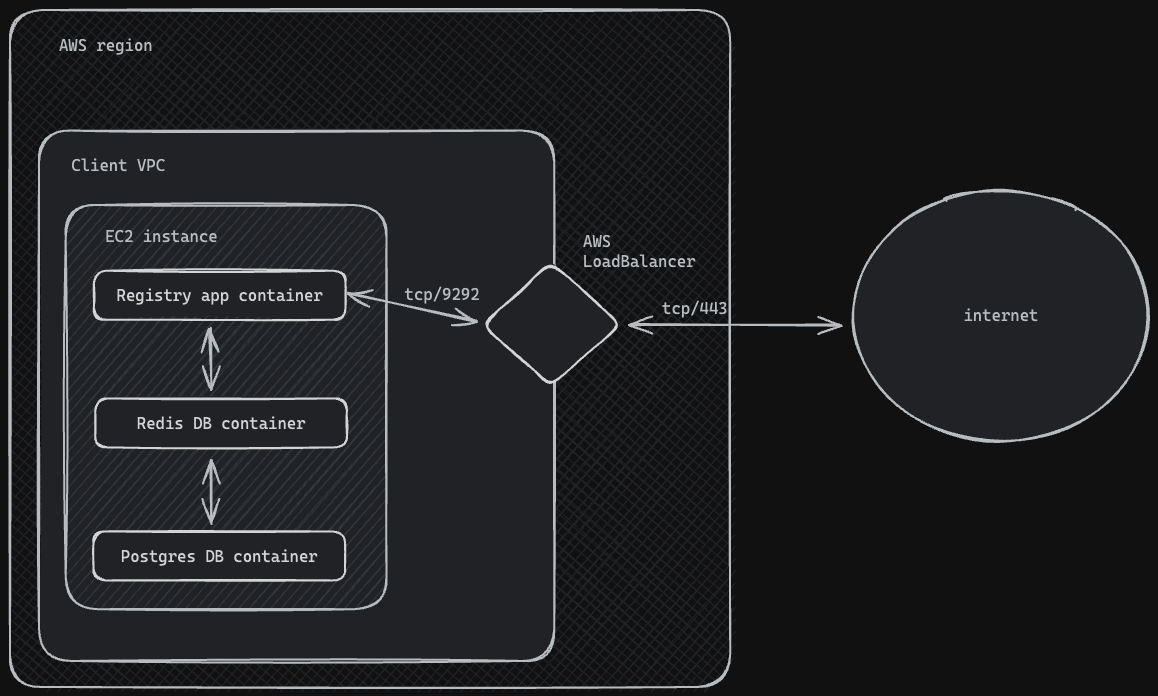 AWS region
Client VPC
EC2 instance
AWS
LoadBalancer
Registry app container
tcp/9292
tcp/443
internet
Redis DB container
Postgres DB container